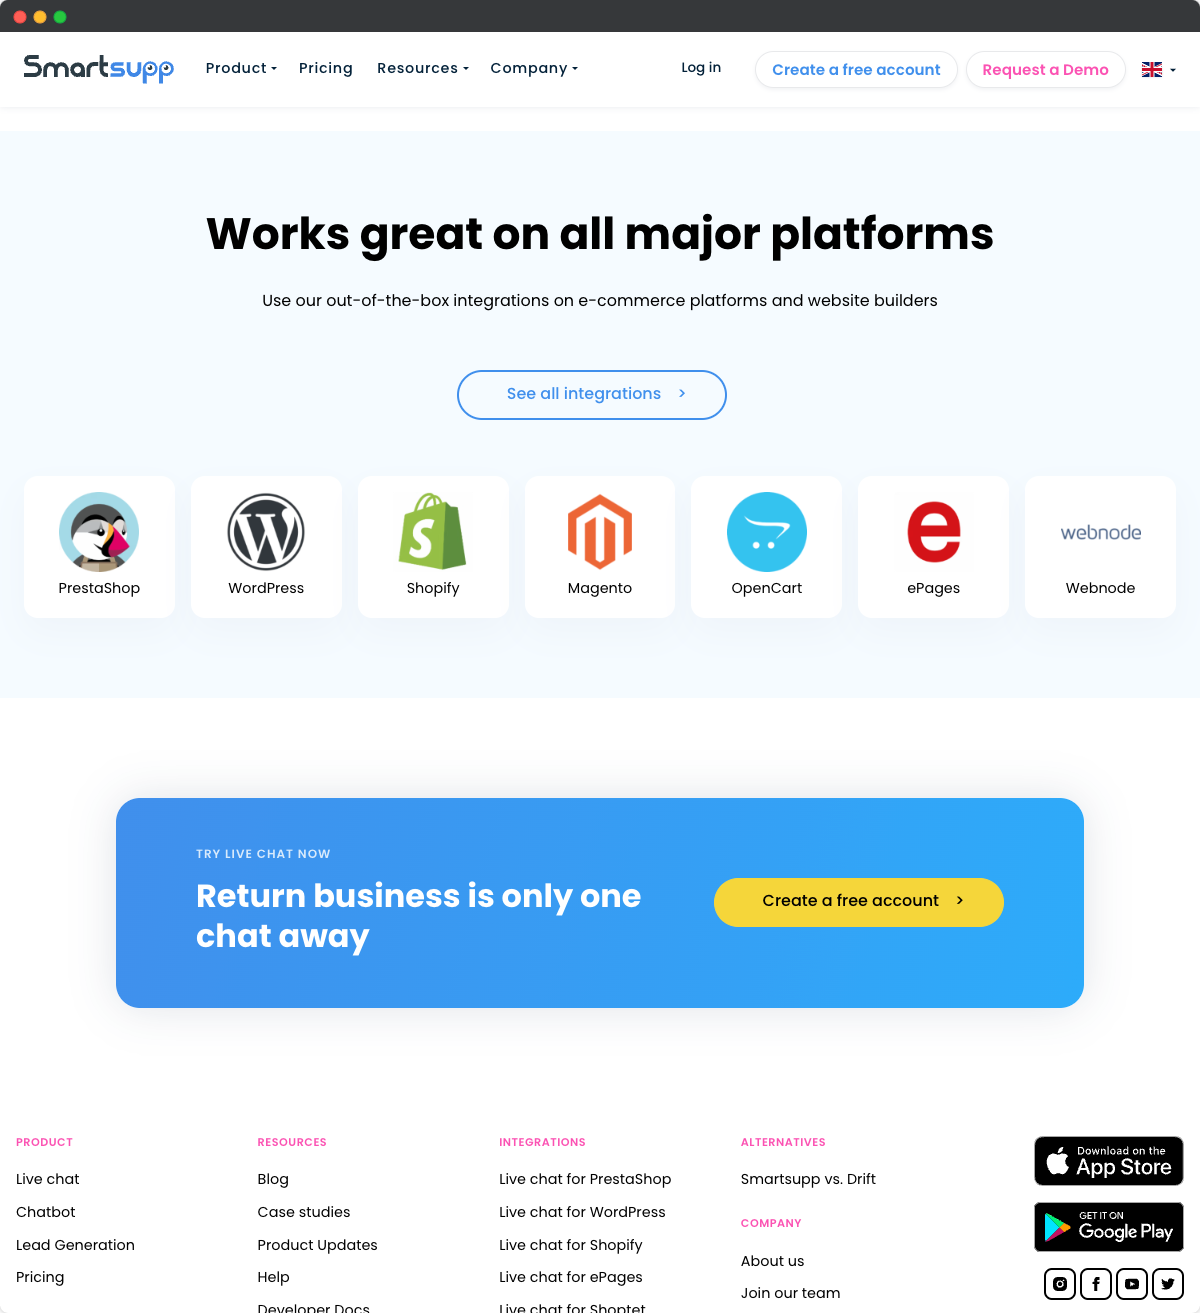 Smartsupp
Product
Pricing
Resources
Company
Log in
Create a free account
Request a Demo
Works great on all major platforms
Use our out-of-the-box integrations on e-commerce platforms and website builders
See all integrations >
PrestaShop
WordPress
Shopify
Magento
OpenCart
ePages
webnode
Webnode
TRY LIVE CHAT NOW
Return business is only one
chat away
Create a free account >
PRODUCT
Live chat
Chatbot
Lead Generation
Pricing
RESOURCES
Blog
Case studies
Product Updates
Help
Developer Docs
INTEGRATIONS
Live chat for PrestaShop
Live chat for WordPress
Live chat for Shopify
Live chat for ePages
Live chat for Shoptet
ALTERNATIVES
Smartsupp vs. Drift
COMPANY
About us
Join our team
Download on the
App Store
GET IT ON
Google Play